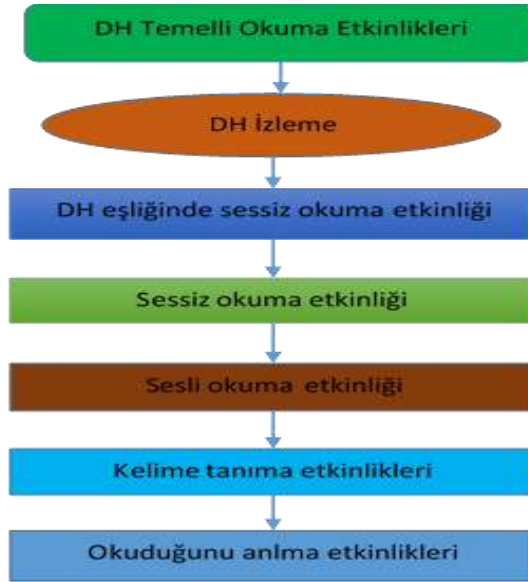 DH Temelli Okuma Etkinlikleri
DH İzleme
DH eşliğinde sessiz okuma etkinliği
Sessiz okuma etkinliği
Sesli okuma etkinliği
Kelime tanıma etkinlikleri
Okuduğunu anlma etkinlikleri